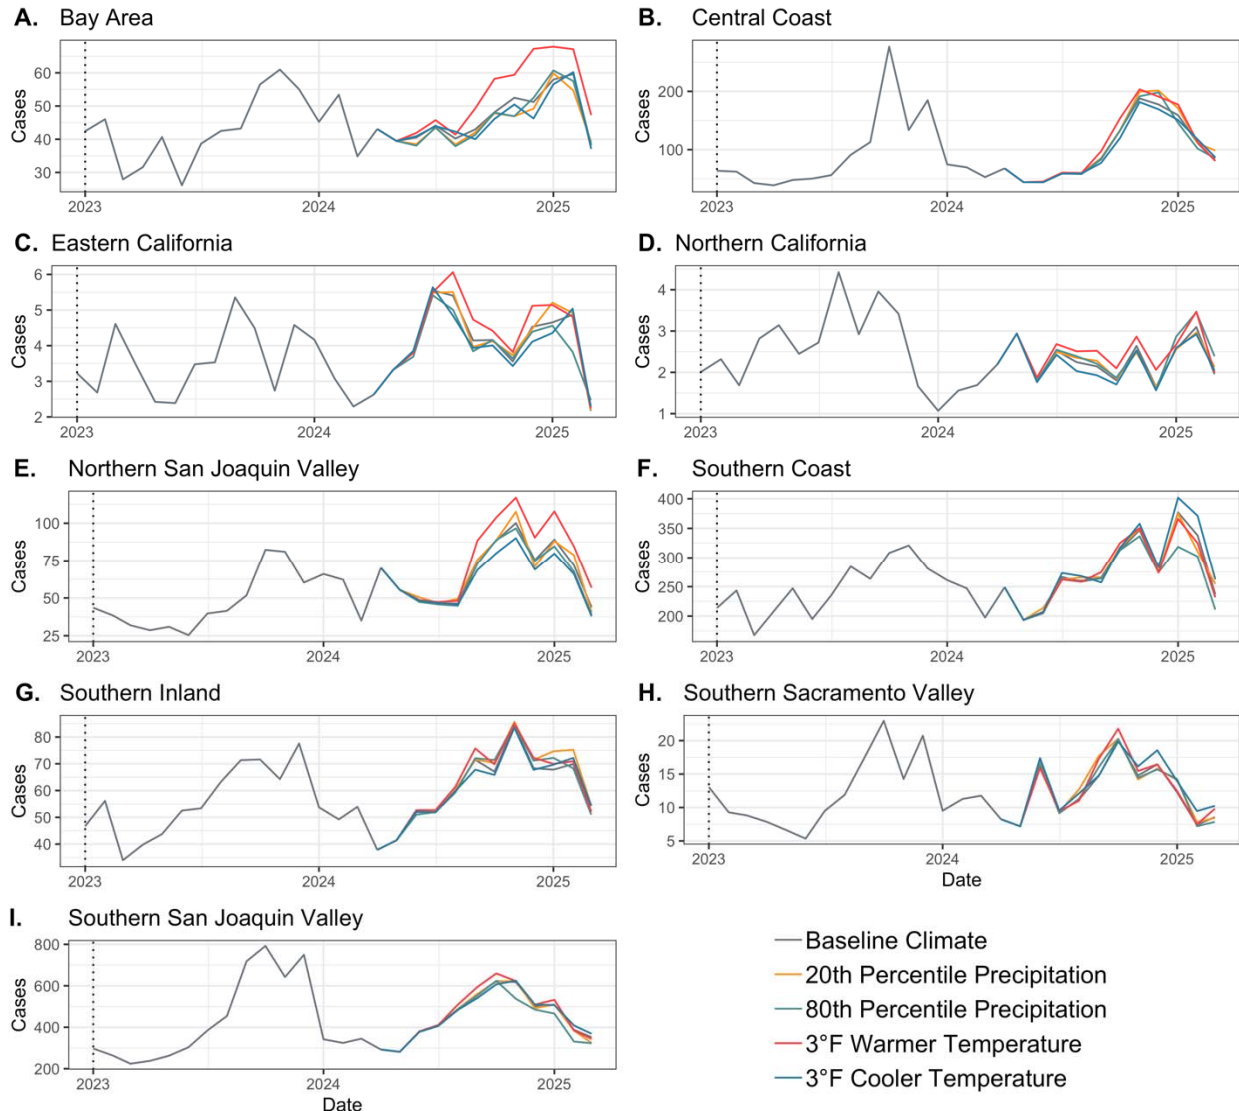 A. Bay Area
Cases
60
50
40
30
2023
2024
2025
B. Central Coast
Cases
200
100
2023
2024
2025
C. Eastern California
Cases
6
5
4
3
2
2023
2024
2025
D. Northern California
Cases
4
3
2
1
2023
2024
2025
E. Northern San Joaquin Valley
Cases
100
75
50
25
2023
2024
2025
F. Southern Coast
Cases
400
350
300
250
200
2023
2024
2025
G. Southern Inland
Cases
80
70
60
50
40
2023
2024
2025
H. Southern Sacramento Valley
Cases
20
15
10
5
2023
2024
2025
Date
I. Southern San Joaquin Valley
Cases
800
600
400
200
2023
2024
2025
Date
Baseline Climate
20th Percentile Precipitation
80th Percentile Precipitation
3°F Warmer Temperature
3°F Cooler Temperature